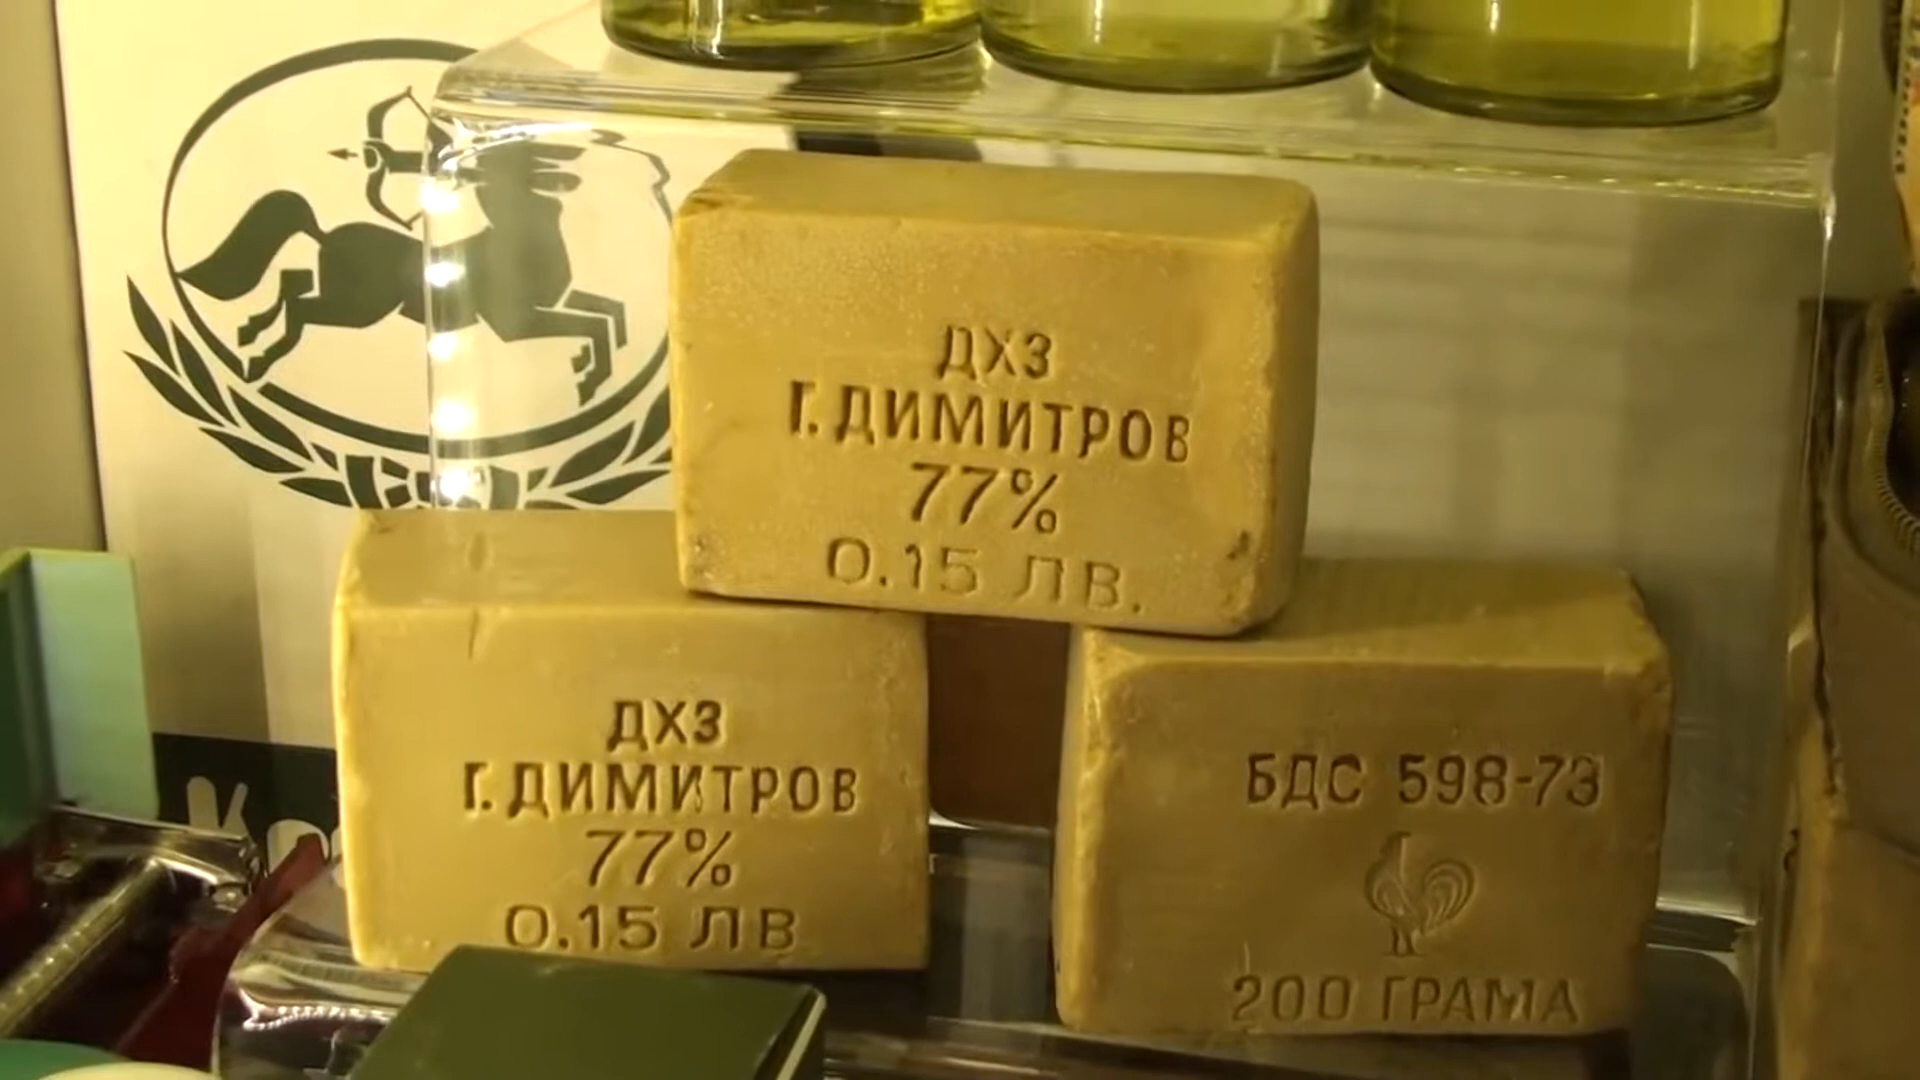 ДХЗ
Г. ДИМИТРОВ
77%
0.15 ЛВ.
ДХЗ
Г. ДИМИТРОВ
77%
0.15 ЛВ
БДС 598-73
200 ГРАМА